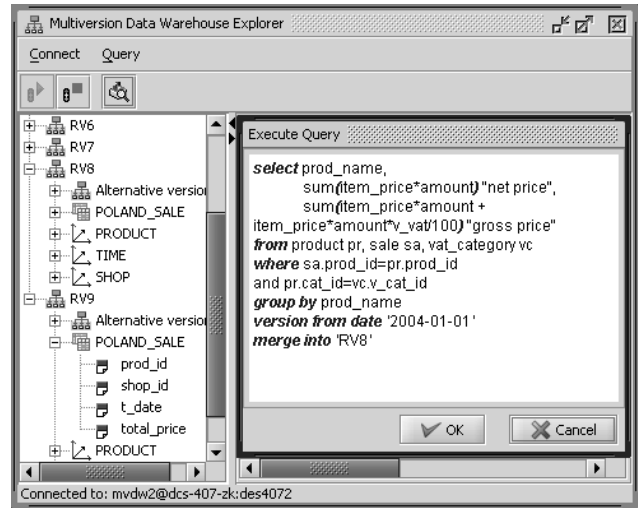 Multiversion Data Warehouse Explorer
Connect Query
RV6
RV7
RV8
Alternative version
POLAND_SALE
PRODUCT
TIME
SHOP
RV9
Alternative version
POLAND_SALE
prod_id
shop_id
t_date
total_price
PRODUCT
Execute Query
select prod_name,
sum(item_price*amount) "net price",
sum(item_price*amount +
item_price*amount*v_vat/100) "gross price"
from product pr, sale sa, vat_category vc
where sa.prod_id=pr.prod_id
and pr.cat_id=vc.v_cat_id
group by prod_name
version from date '2004-01-01'
merge into 'RV8'
OK Cancel
Connected to: mvdw2@dcs-407-zk:des4072